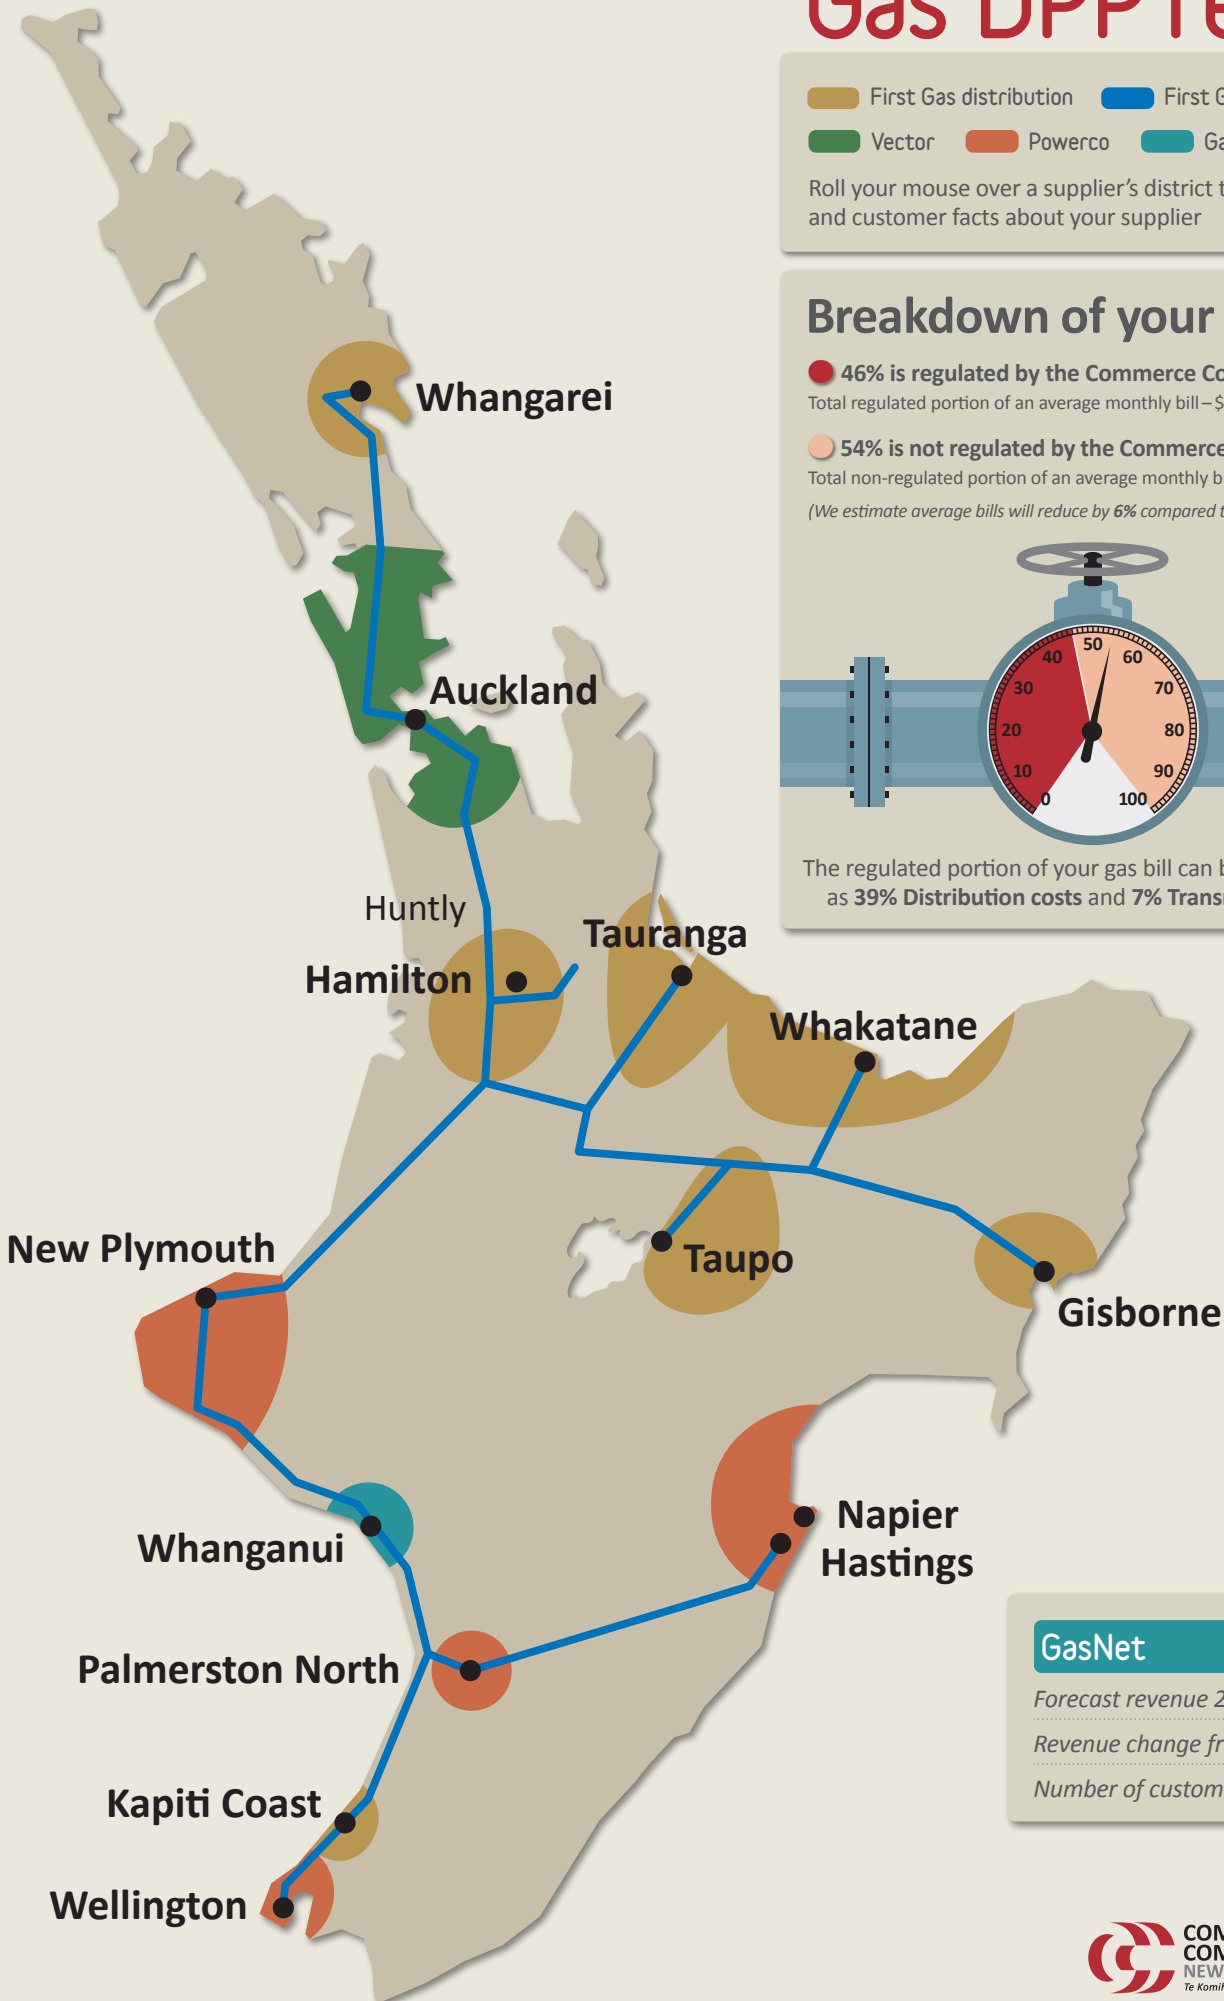 Gas DPP
First Gas distribution
First
Vector
Powerco
Roll your mouse over a supplier's district
and customer facts about your supplier
Breakdown of your
46% is regulated by the Commerce
Total regulated portion of an average monthly bill – $
54% is not regulated by the Commerce
Total non-regulated portion of an average monthly
(We estimate average bills will reduce by 6% compared
50
40
60
30
70
20
80
10
90
0
100
The regulated portion of your gas bill can
as 39% Distribution costs and 7%
Whangarei
Auckland
Huntly
Hamilton
Tauranga
Whakatane
New Plymouth
Taupo
Gisborne
Napier
Hastings
Whanganui
Palmerston North
Kapiti Coast
Wellington
GasNet
Forecast revenue
Revenue change
Number of
NEW
Te